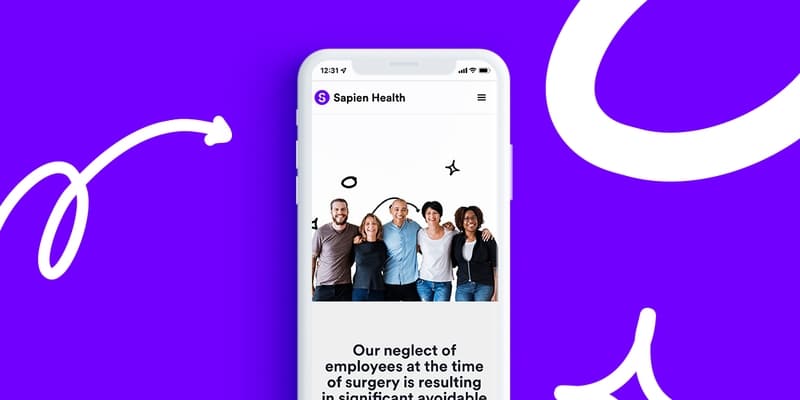 12:31
S Sapien Health
Our neglect of
employees at the time
of surgery is resulting
in significant avoidable